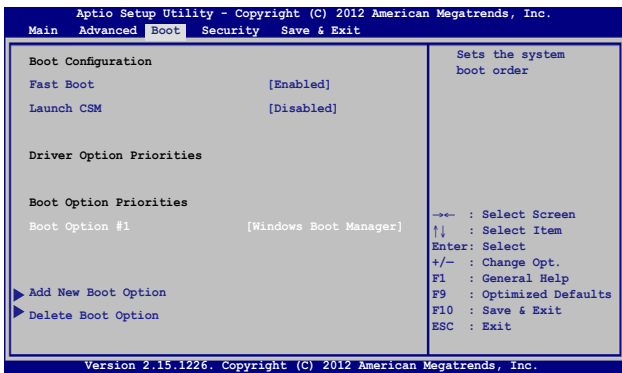 Aptio Setup Utility - Copyright (C) 2012 American Megatrends, Inc.
Main Advanced Boot Security Save & Exit
Boot Configuration
Fast Boot [Enabled]
Launch CSM [Disabled]
Driver Option Priorities
Boot Option Priorities
Boot Option #1 [Windows Boot Manager]
Add New Boot Option
Delete Boot Option
Sets the system
boot order
→← : Select Screen
↑↓ : Select Item
Enter: Select
+/— : Change Opt.
F1 : General Help
F9 : Optimized Defaults
F10 : Save & Exit
ESC : Exit
Version 2.15.1226. Copyright (C) 2012 American Megatrends, Inc.